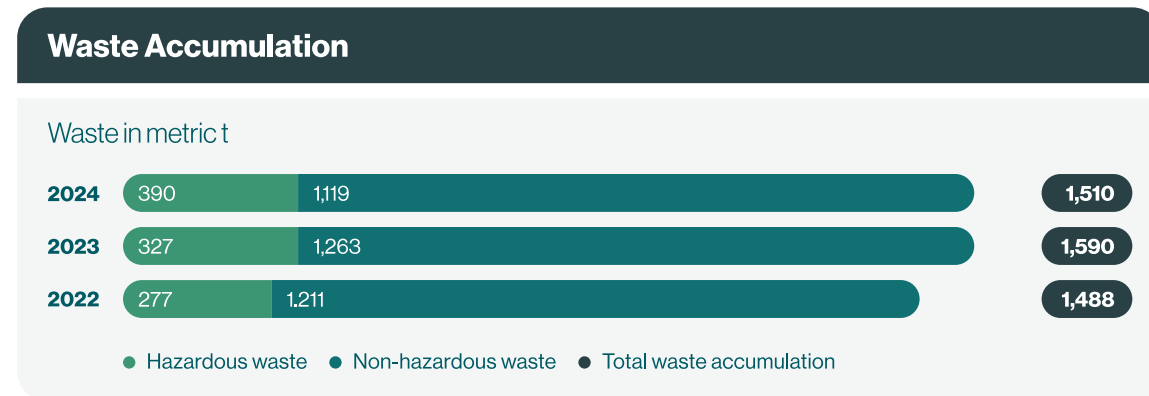 Waste Accumulation
Waste in metric t
2024 390 1,119 1,510
2023 327 1,263 1,590
2022 277 1.211 1,488
Hazardous waste Non-hazardous waste Total waste accumulation